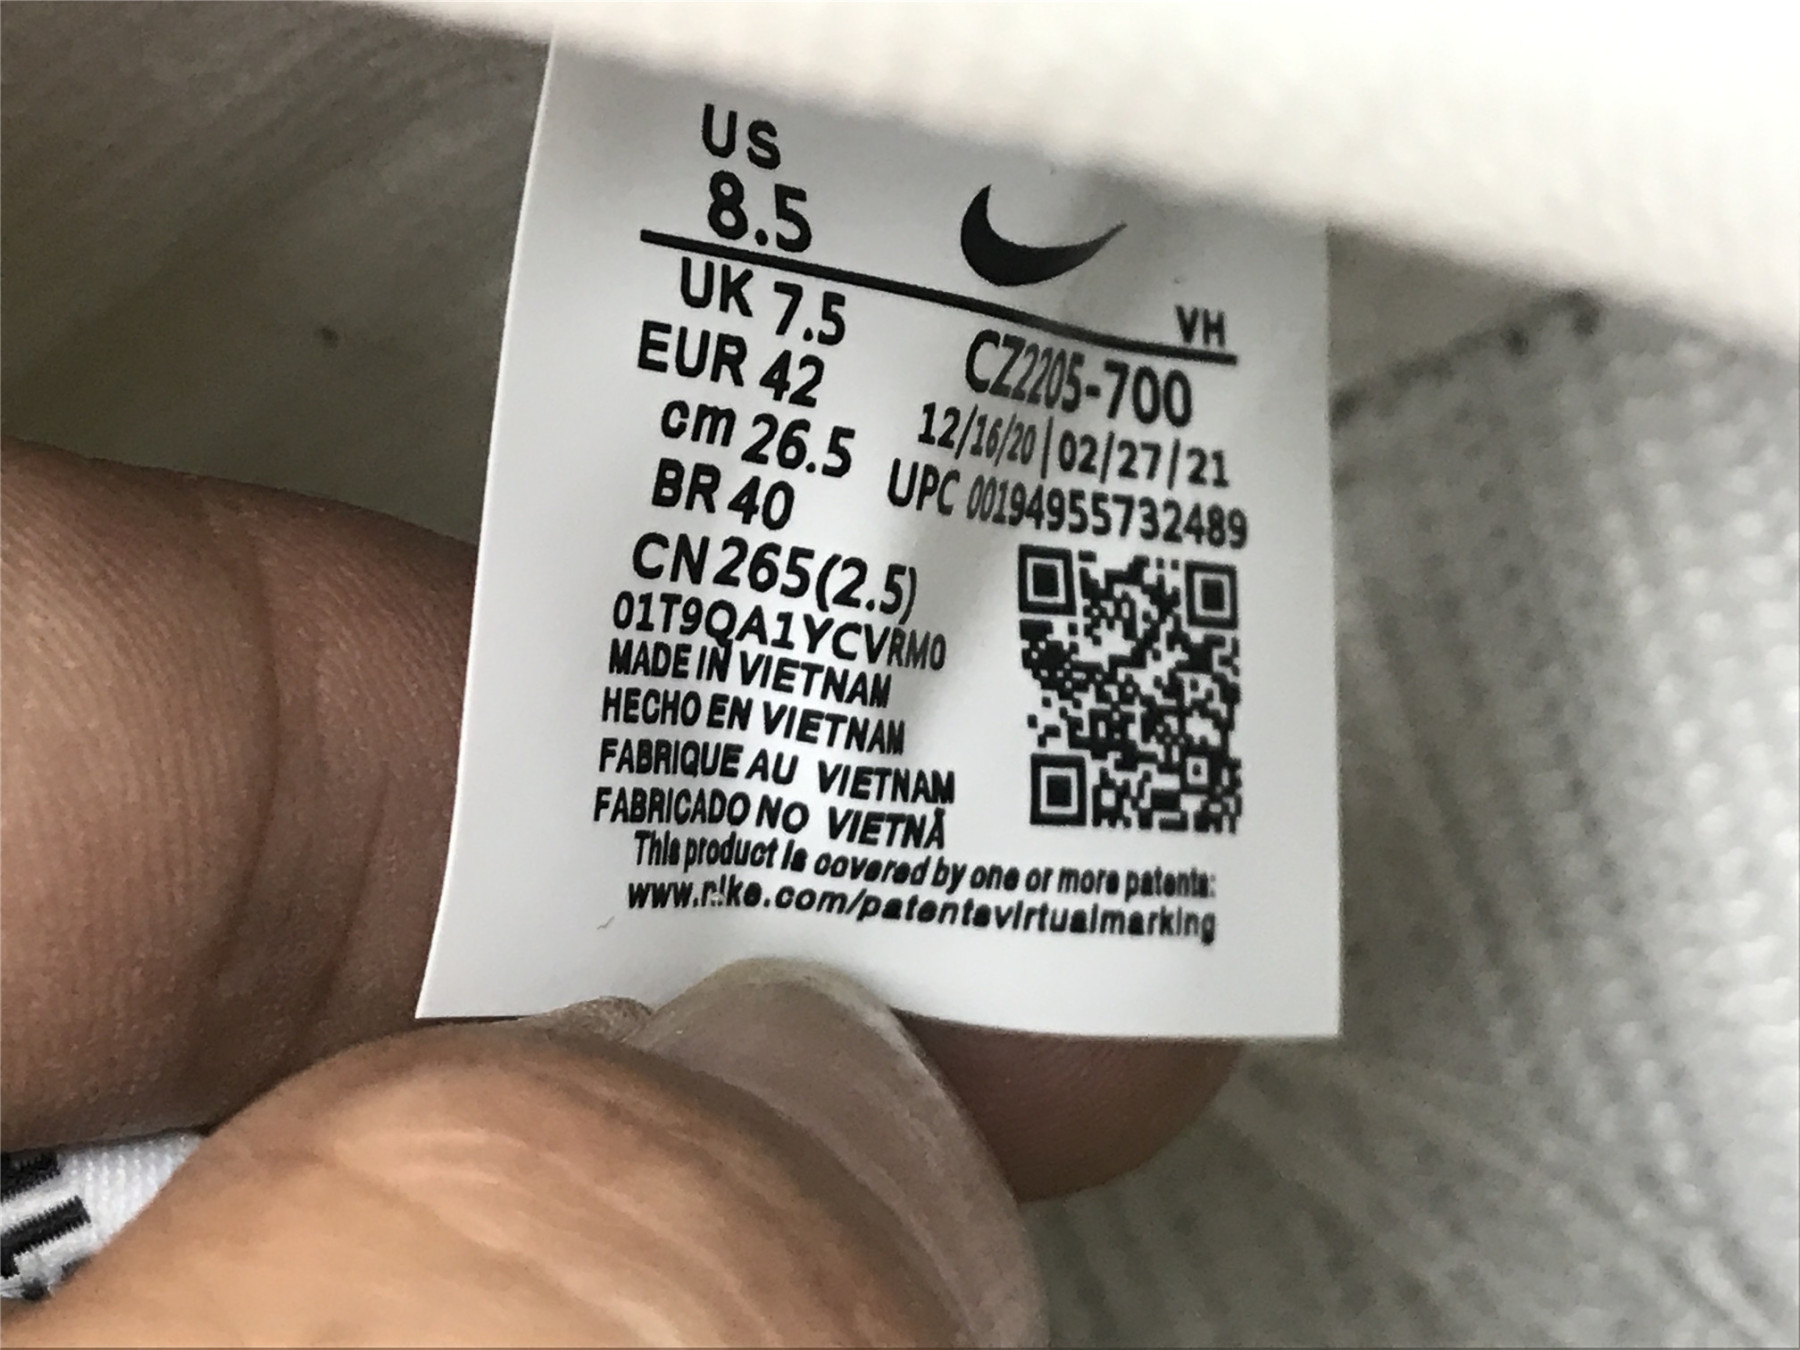 US
8.5
VH
UK 7.5
EUR 42
cm 26.5
BR 40
CN 265(2.5)
01T9QA1YCVRM0
MADE IN VIETNAM
HECHO EN VIETNAM
FABRIQUE AU VIETNAM
FABRICADO NO VIETNÃ
CZ2205-700
12/16/20|02/27/21
UPC 00194955732489
This product is covered by one or more patents:
www.nike.com/patentsvirtualmarking